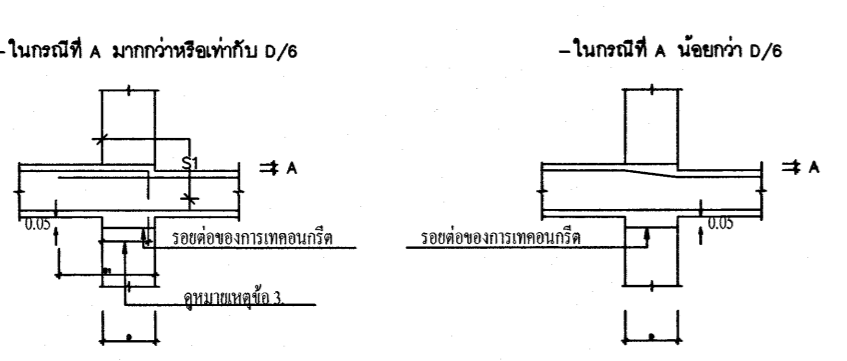 -ในกรณีที่ A มากกว่าหรือเท่ากับ D/6
-ในกรณีที่ A น้อยกว่า D/6
S1
A
A
0.05
0.05
รอยต่อของการเทคอนกรีต
รอยต่อของการเทคอนกรีต
ดูหมายเหตุข้อ 3.